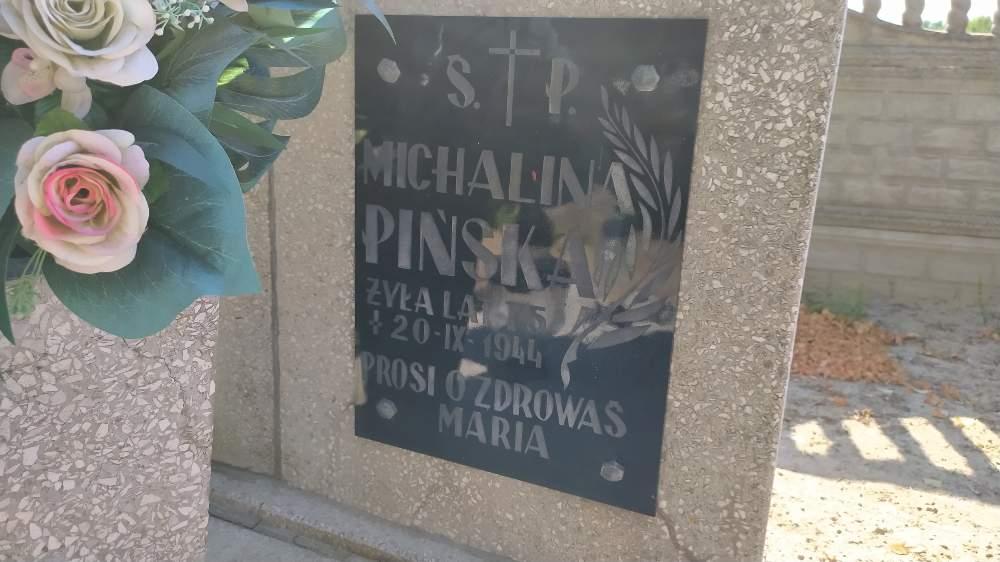 Ś. P.
MICHALINA
PIŃSKA
ŻYŁA LAT
† 20-IX-1944
PROSI O ZDROWAŚ
MARIA